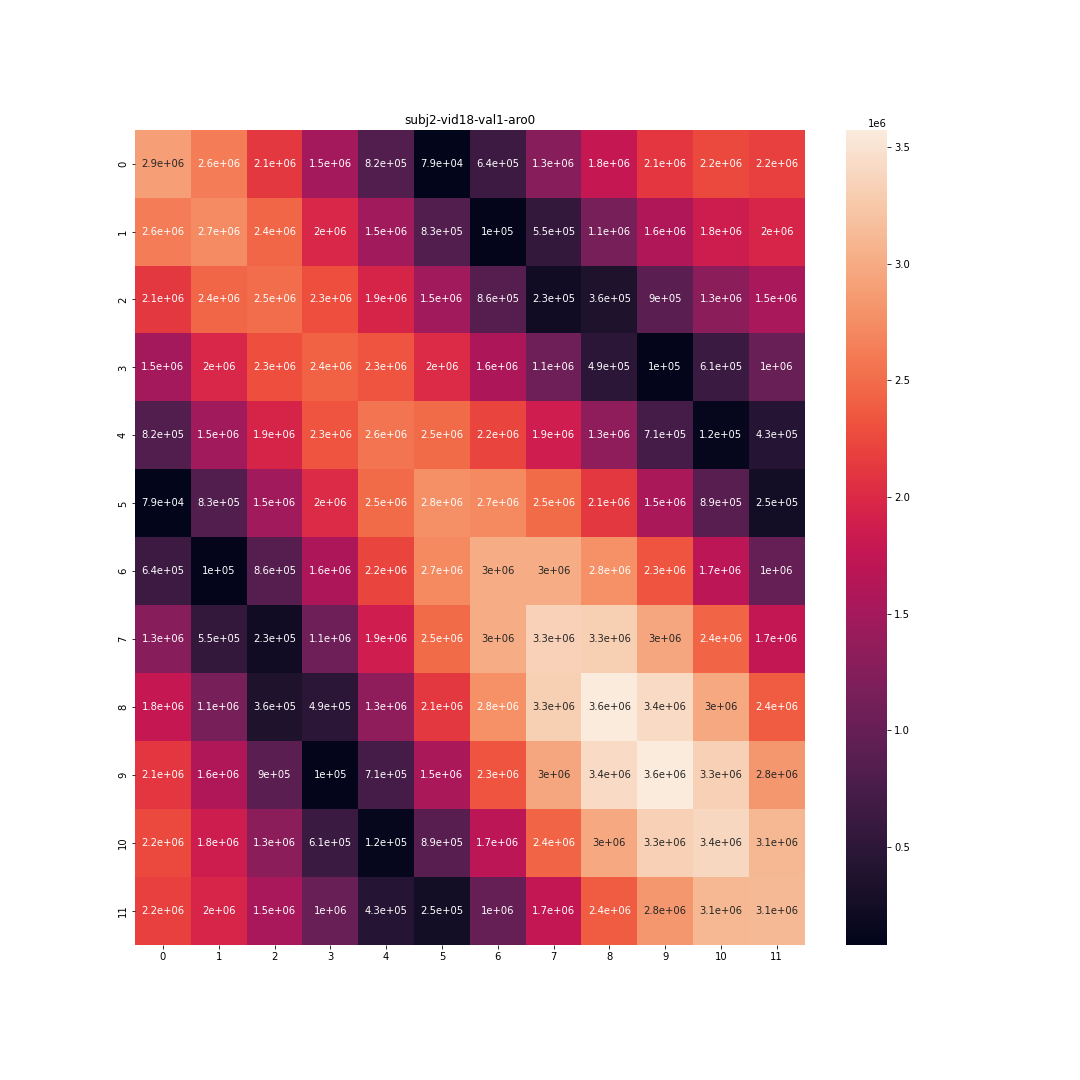 subj2-vid18-val1-aro0
1e6
0 2.9e+06 2.6e+06 2.1e+06 1.5e+06 8.2e+05 7.9e+04 6.4e+05 1.3e+06 1.8e+06 2.1e+06 2.2e+06 2.2e+06
1 2.6e+06 2.7e+06 2.4e+06 2e+06 1.5e+06 8.3e+05 1e+05 5.5e+05 1.1e+06 1.6e+06 1.8e+06 2e+06
2 2.1e+06 2.4e+06 2.5e+06 2.3e+06 1.9e+06 1.5e+06 8.6e+05 2.3e+05 3.6e+05 9e+05 1.3e+06 1.5e+06
3 1.5e+06 2e+06 2.3e+06 2.4e+06 2.3e+06 2e+06 1.6e+06 1.1e+06 4.9e+05 1e+05 6.1e+05 1e+06
4 8.2e+05 1.5e+06 1.9e+06 2.3e+06 2.6e+06 2.5e+06 2.2e+06 1.9e+06 1.3e+06 7.1e+05 1.2e+05 4.3e+05
5 7.9e+04 8.3e+05 1.5e+06 2e+06 2.5e+06 2.8e+06 2.7e+06 2.5e+06 2.1e+06 1.5e+06 8.9e+05 2.5e+05
6 6.4e+05 1e+05 8.6e+05 1.6e+06 2.2e+06 2.7e+06 3e+06 3e+06 2.8e+06 2.3e+06 1.7e+06 1e+06
7 1.3e+06 5.5e+05 2.3e+05 1.1e+06 1.9e+06 2.5e+06 3e+06 3.3e+06 3.3e+06 3e+06 2.4e+06 1.7e+06
8 1.8e+06 1.1e+06 3.6e+05 4.9e+05 1.3e+06 2.1e+06 2.8e+06 3.3e+06 3.6e+06 3.4e+06 3e+06 2.4e+06
9 2.1e+06 1.6e+06 9e+05 1e+05 7.1e+05 1.5e+06 2.3e+06 3e+06 3.4e+06 3.6e+06 3.3e+06 2.8e+06
10 2.2e+06 1.8e+06 1.3e+06 6.1e+05 1.2e+05 8.9e+05 1.7e+06 2.4e+06 3e+06 3.3e+06 3.4e+06 3.1e+06
11 2.2e+06 2e+06 1.5e+06 1e+06 4.3e+05 2.5e+05 1e+06 1.7e+06 2.4e+06 2.8e+06 3.1e+06 3.1e+06
0 1 2 3 4 5 6 7 8 9 10 11
3.5
3.0
2.5
2.0
1.5
1.0
0.5